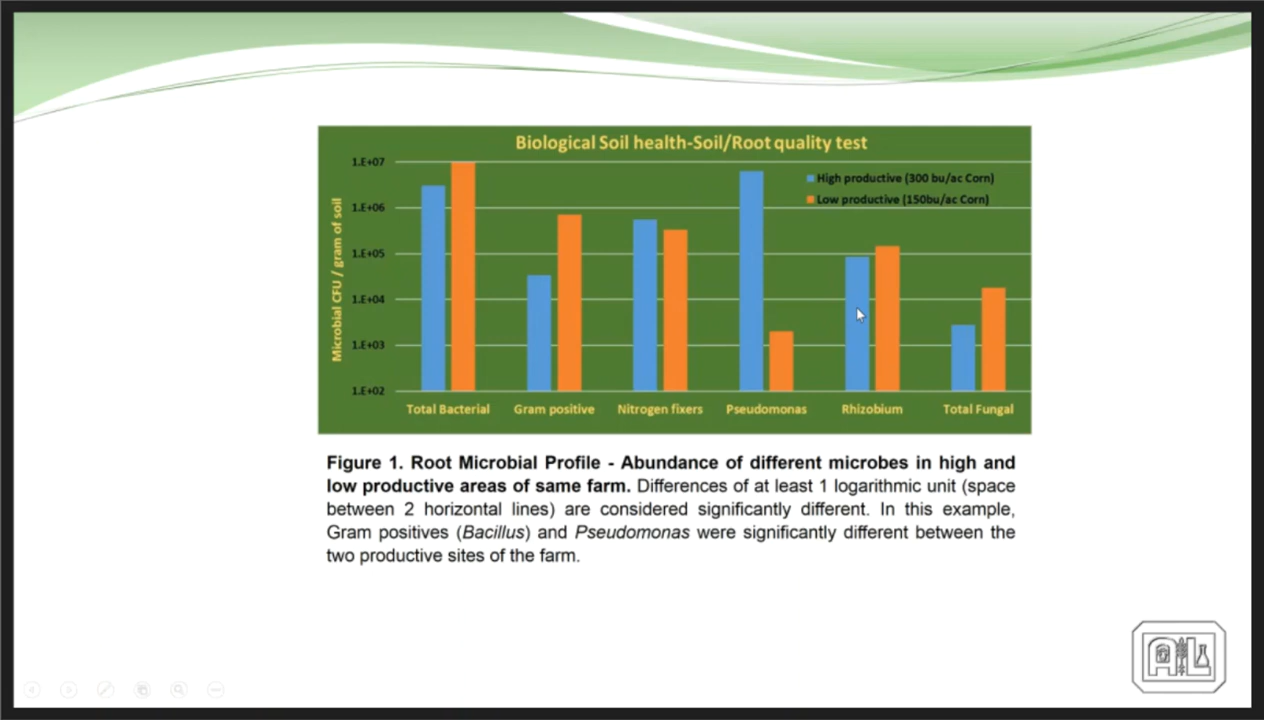 Biological Soil health-Soil/Root quality test
Microbial CFU / gram of soil
1.E+07
1.E+06
1.E+05
1.E+04
1.E+03
1.E+02
High productive (300 bu/ac Corn)
Low productive (150bu/ac Corn)
Total Bacterial
Gram positive
Nitrogen fixers
Pseudomonas
Rhizobium
Total Fungal
Figure 1. Root Microbial Profile - Abundance of different microbes in high and
low productive areas of same farm. Differences of at least 1 logarithmic unit (space
between 2 horizontal lines) are considered significantly different. In this example,
Gram positives (Bacillus) and Pseudomonas were significantly different between the
two productive sites of the farm.
AL